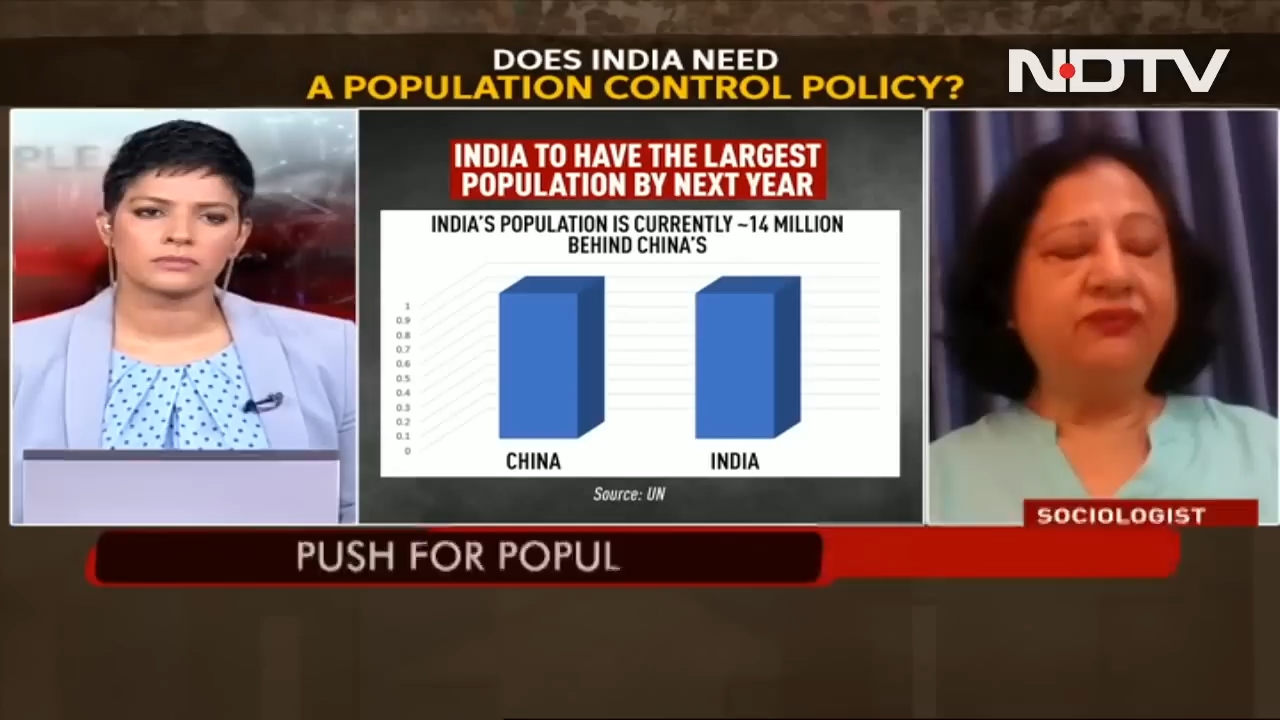 DOES INDIA NEED
A POPULATION CONTROL POLICY?
NDTV
PLE
INDIA TO HAVE THE LARGEST
POPULATION BY NEXT YEAR
INDIA'S POPULATION IS CURRENTLY ~14 MILLION
BEHIND CHINA'S
1
0.9
0.8
0.7
0.6
0.5
0.4
0.3
0.2
0.1
0
CHINA
INDIA
Source: UN
SOCIOLOGIST
PUSH FOR POPUL